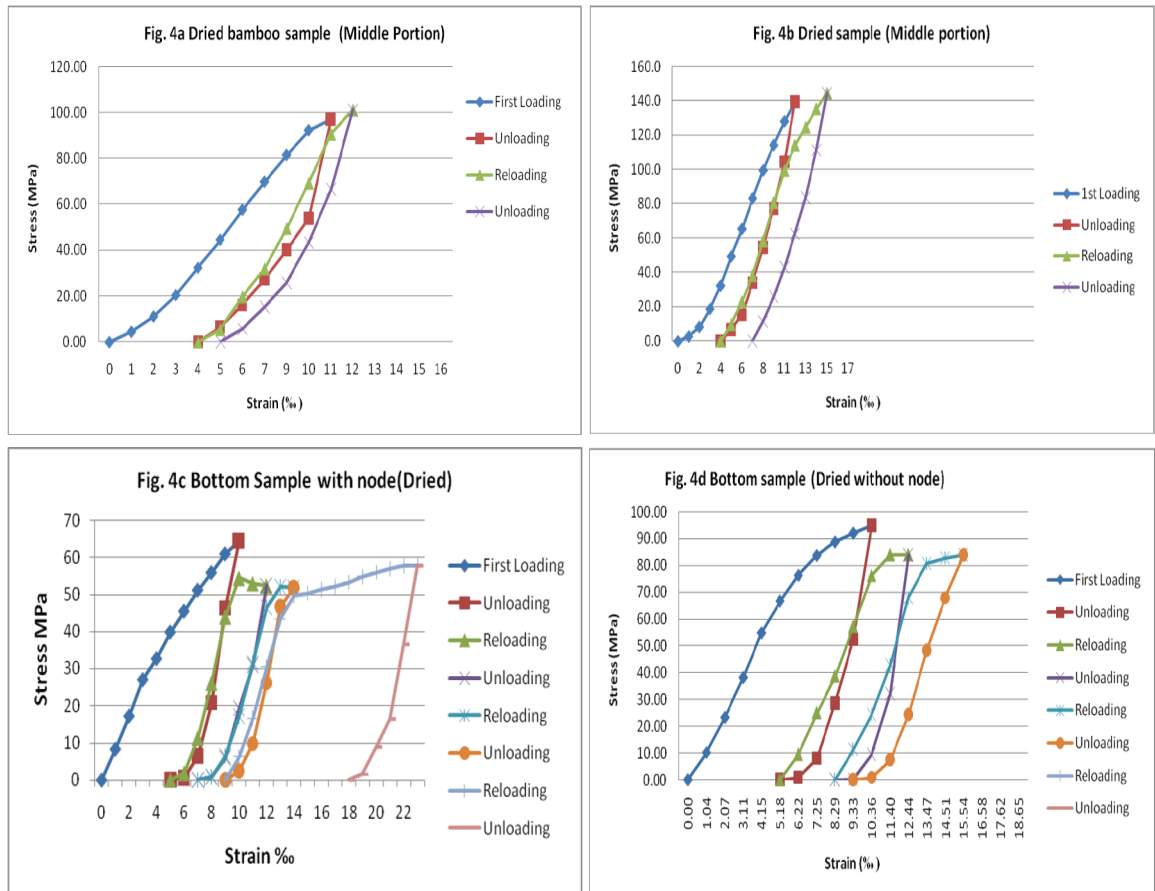 Fig. 4a Dried bamboo sample (Middle Portion)
Stress (MPa)
120.00
100.00
80.00
60.00
40.00
20.00
0.00
0 1 2 3 4 5 6 7 9 10 11 12 13 14 15 16
Strain (‰)
First Loading
Unloading
Reloading
Unloading
Fig. 4b Dried sample (Middle portion)
Stress (MPa)
160.0
140.0
120.0
100.0
80.0
60.0
40.0
20.0
0.0
0 2 4 6 8 11 13 15 17
Strain (‰)
1st Loading
Unloading
Reloading
Unloading
Fig. 4c Bottom Sample with node(Dried)
Stress MPa
70
60
50
40
30
20
10
0
0 2 4 6 8 10 12 14 16 18 20 22
Strain ‰
First Loading
Unloading
Reloading
Unloading
Reloading
Unloading
Reloading
Unloading
Fig. 4d Bottom sample (Dried without node)
Stress (MPa)
100.00
90.00
80.00
70.00
60.00
50.00
40.00
30.00
20.00
10.00
0.00
0.00 1.04 2.07 3.11 4.15 5.18 6.22 7.25 8.29 9.33 10.36 11.40 12.44 13.47 14.51 15.54 16.58 17.62 18.65
Strain (‰)
First Loading
Unloading
Reloading
Unloading
Reloading
Unloading
Reloading
Unloading